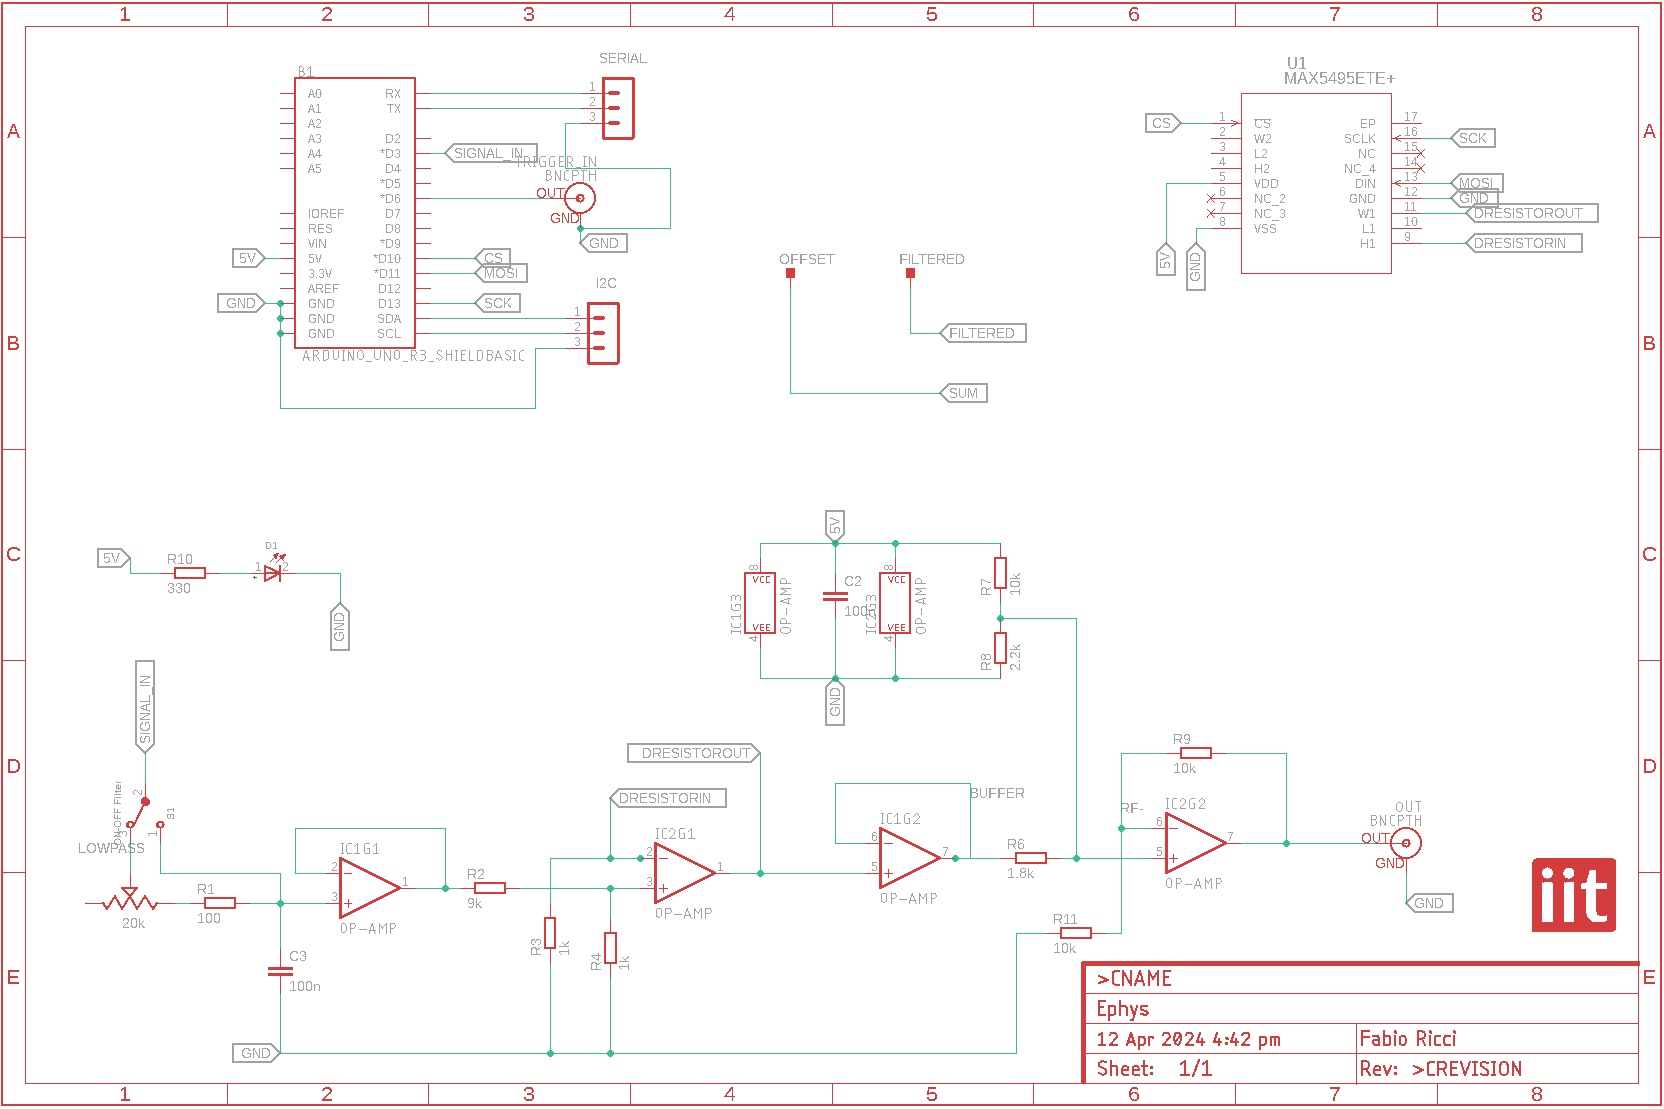 1 2 3 4 5 6 7 8
A
B
C
D
E
A
B
C
D
E
1 2 3 4 5 6 7 8
B1
A0
A1
A2
A3
A4
A5
IOREF
RES
VIN
5V
3.3V
AREF
GND
GND
GND
RX
TX
D2
*D3
D4
*D5
*D6
D7
D8
*D9
*D10
*D11
D12
D13
SDA
SCL
ARDUINO_UNO_R3_SHIELDBASIC
5V
GND
SERIAL
1
2
3
SIGNAL_IN
TRIGGER_IN
BNCPTH
OUT
GND
GND
CS
MOSI
SCK
I2C
1
2
3
OFFSET
FILTERED
FILTERED
SUM
U1
MAX5495ETE+
CS
1 CS
2 W2
3 L2
4 H2
5 VDD
6 NC_2
7 NC_3
8 VSS
EP 17
SCLK 16
NC 15
NC_4 14
DIN 13
GND 12
W1 11
L1 10
H1 9
SCK
MOSI
GND
DRESISTOROUT
DRESISTORIN
5V
GND
5V
R10
330
D1
1
2
GND
5V
IC1G3
8
VCC
VEE
4
OP-AMP
C2
100n
IC2G3
8
VCC
VEE
4
OP-AMP
R7
10k
R8
2.2k
GND
SIGNAL_IN
ON-OFF Filter
2
3
1
S1
LOWPASS
20k
R1
100
C3
100n
GND
IC1G1
2
3
1
OP-AMP
R2
9k
R3
1k
R4
1k
DRESISTOROUT
DRESISTORIN
IC2G1
2
3
1
OP-AMP
BUFFER
IC1G2
6
5
7
OP-AMP
R6
1.8k
R9
10k
RF-
IC2G2
6
5
7
OP-AMP
R11
10k
OUT
BNCPTH
OUT
GND
GND
iit
>CNAME
Ephys
12 Apr 2024 4:42 pm
Fabio Ricci
Sheet: 1/1
Rev: >CREVISION